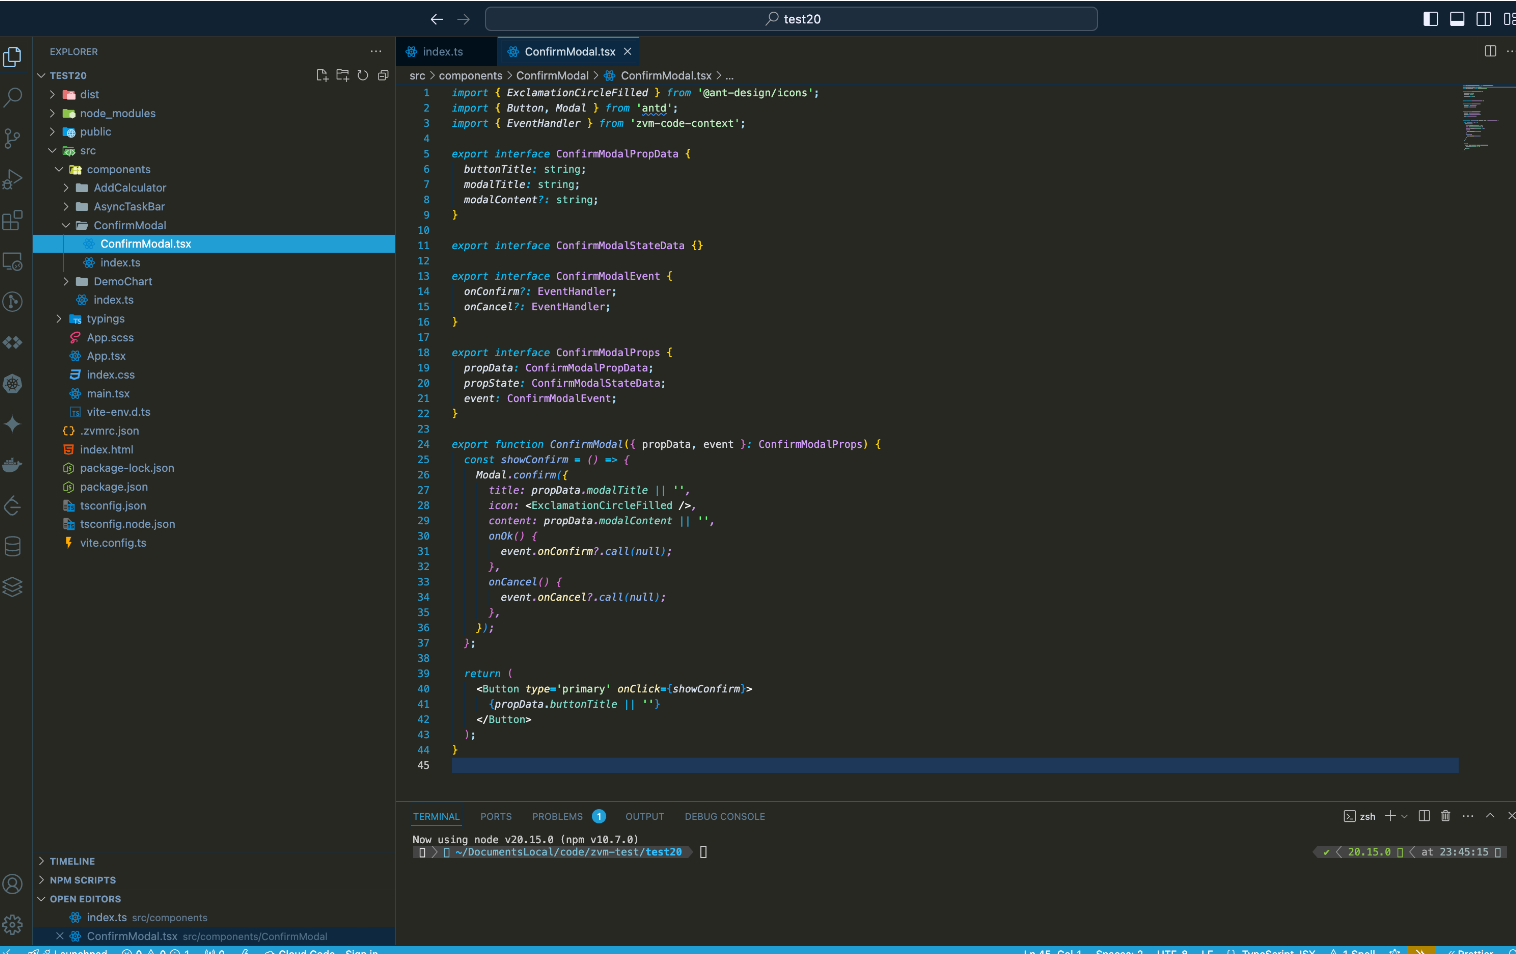 test20
EXPLORER
TEST20
dist
node_modules
public
src
components
AddCalculator
AsyncTaskBar
ConfirmModal
ConfirmModal.tsx
index.ts
DemoChart
index.ts
typings
App.scss
App.tsx
index.css
main.tsx
vite-env.d.ts
.zvmrc.json
index.html
package-lock.json
package.json
tsconfig.json
tsconfig.node.json
vite.config.ts
TIMELINE
NPM SCRIPTS
OPEN EDITORS
index.ts src/components
ConfirmModal.tsx src/components/ConfirmModal
index.ts
ConfirmModal.tsx
src > components > ConfirmModal > ConfirmModal.tsx > ...
1 import { ExclamationCircleFilled } from '@ant-design/icons';
2 import { Button, Modal } from 'antd';
3 import { EventHandler } from 'zvm-code-context';
4
5 export interface ConfirmModalPropData {
6 buttonTitle: string;
7 modalTitle: string;
8 modalContent?: string;
9 }
10
11 export interface ConfirmModalStateData {}
12
13 export interface ConfirmModalEvent {
14 onConfirm?: EventHandler;
15 onCancel?: EventHandler;
16 }
17
18 export interface ConfirmModalProps {
19 propData: ConfirmModalPropData;
20 propState: ConfirmModalStateData;
21 event: ConfirmModalEvent;
22 }
23
24 export function ConfirmModal({ propData, event }: ConfirmModalProps) {
25 const showConfirm = () => {
26 Modal.confirm({
27 title: propData.modalTitle || '',
28 icon: <ExclamationCircleFilled />,
29 content: propData.modalContent || '',
30 onOk() {
31 event.onConfirm?.call(null);
32 },
33 onCancel() {
34 event.onCancel?.call(null);
35 },
36 });
37 };
38
39 return (
40 <Button type='primary' onClick={showConfirm}>
41 {propData.buttonTitle || ''}
42 </Button>
43 );
44 }
45
TERMINAL PORTS PROBLEMS 1 OUTPUT DEBUG CONSOLE
zsh
Now using node v20.15.0 (npm v10.7.0)
~/DocumentsLocal/code/zvm-test/test20
20.15.0 at 23:45:15
Launchpad Cloud Code - Sign in
Ln 45, Col 1 Spaces: 2 UTF-8 LF TypeScript JSX 1 Spell Prettier